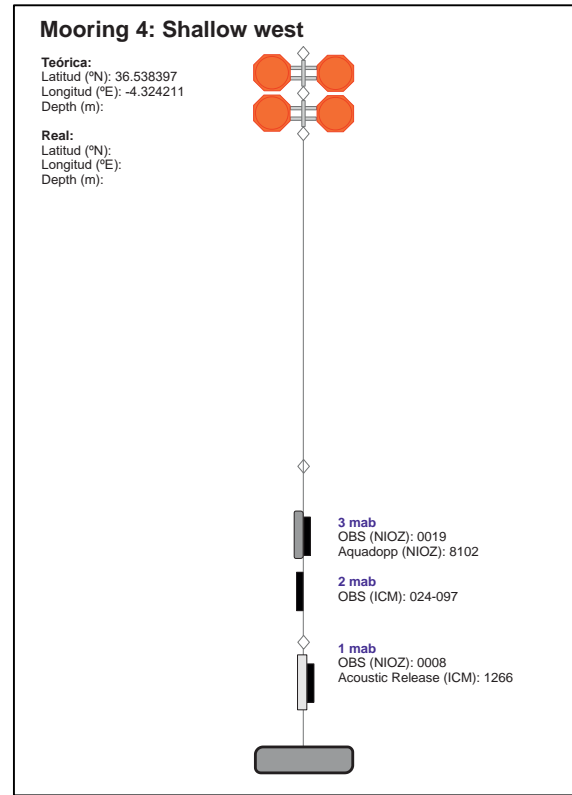 Mooring 4: Shallow west
Teórica:
Latitud (ºN): 36.538397
Longitud (ºE): -4.324211
Depth (m):
Real:
Latitud (ºN):
Longitud (ºE):
Depth (m):
3 mab
OBS (NIOZ): 0019
Aquadopp (NIOZ): 8102
2 mab
OBS (ICM): 024-097
1 mab
OBS (NIOZ): 0008
Acoustic Release (ICM): 1266